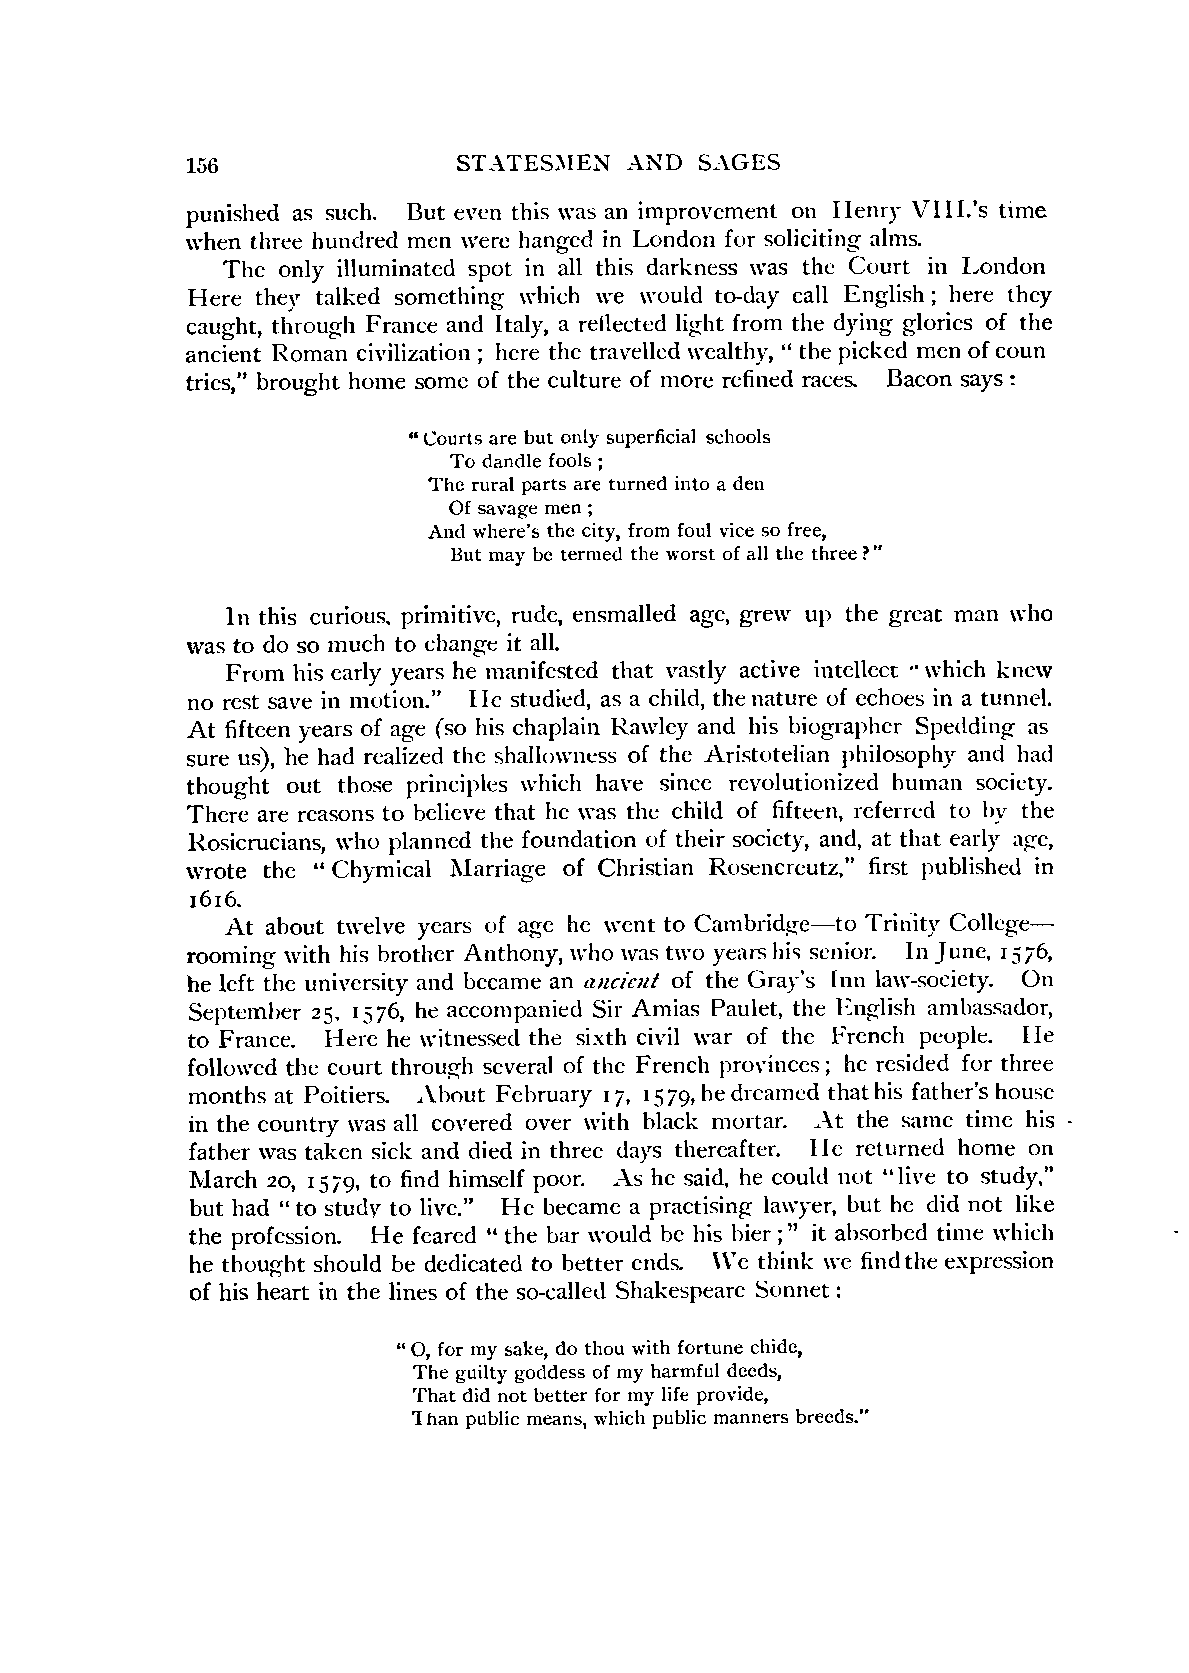 156 STATESMEN AND SAGES
punished as such. But even this was an improvement on Henry VIII.'s time
when three hundred men were hanged in London for soliciting alms.
The only illuminated spot in all this darkness was the Court in London
Here they talked something which we would to-day call English; here they
caught, through France and Italy, a reflected light from the dying glories of the
ancient Roman civilization; here the travelled wealthy, “the picked men of coun
tries,” brought home some of the culture of more refined races. Bacon says:
“Courts are but only superficial schools
To dandle fools;
The rural parts are turned into a den
Of savage men;
And where's the city, from foul vice so free,
But may be termed the worst of all the three?”
In this curious, primitive, rude, ensmalled age, grew up the great man who
was to do so much to change it all.
From his early years he manifested that vastly active intellect “which knew
no rest save in motion.” He studied, as a child, the nature of echoes in a tunnel.
At fifteen years of age (so his chaplain Rawley and his biographer Spedding as
sure us), he had realized the shallowness of the Aristotelian philosophy and had
thought out those principles which have since revolutionized human society.
There are reasons to believe that he was the child of fifteen, referred to by the
Rosicrucians, who planned the foundation of their society, and, at that early age,
wrote the “Chymical Marriage of Christian Rosencreutz,” first published in
1616.
At about twelve years of age he went to Cambridge—to Trinity College—
rooming with his brother Anthony, who was two years his senior. In June, 1576,
he left the university and became an ancient of the Gray's Inn law-society. On
September 25, 1576, he accompanied Sir Amias Paulet, the English ambassador,
to France. Here he witnessed the sixth civil war of the French people. He
followed the court through several of the French provinces; he resided for three
months at Poitiers. About February 17, 1579, he dreamed that his father's house
in the country was all covered over with black mortar. At the same time his
father was taken sick and died in three days thereafter. He returned home on
March 20, 1579, to find himself poor. As he said, he could not “live to study,”
but had “to study to live.” He became a practising lawyer, but he did not like
the profession. He feared “the bar would be his bier;” it absorbed time which
he thought should be dedicated to better ends. We think we find the expression
of his heart in the lines of the so-called Shakespeare Sonnet:
“O, for my sake, do thou with fortune chide,
The guilty goddess of my harmful deeds,
That did not better for my life provide,
Than public means, which public manners breeds.”